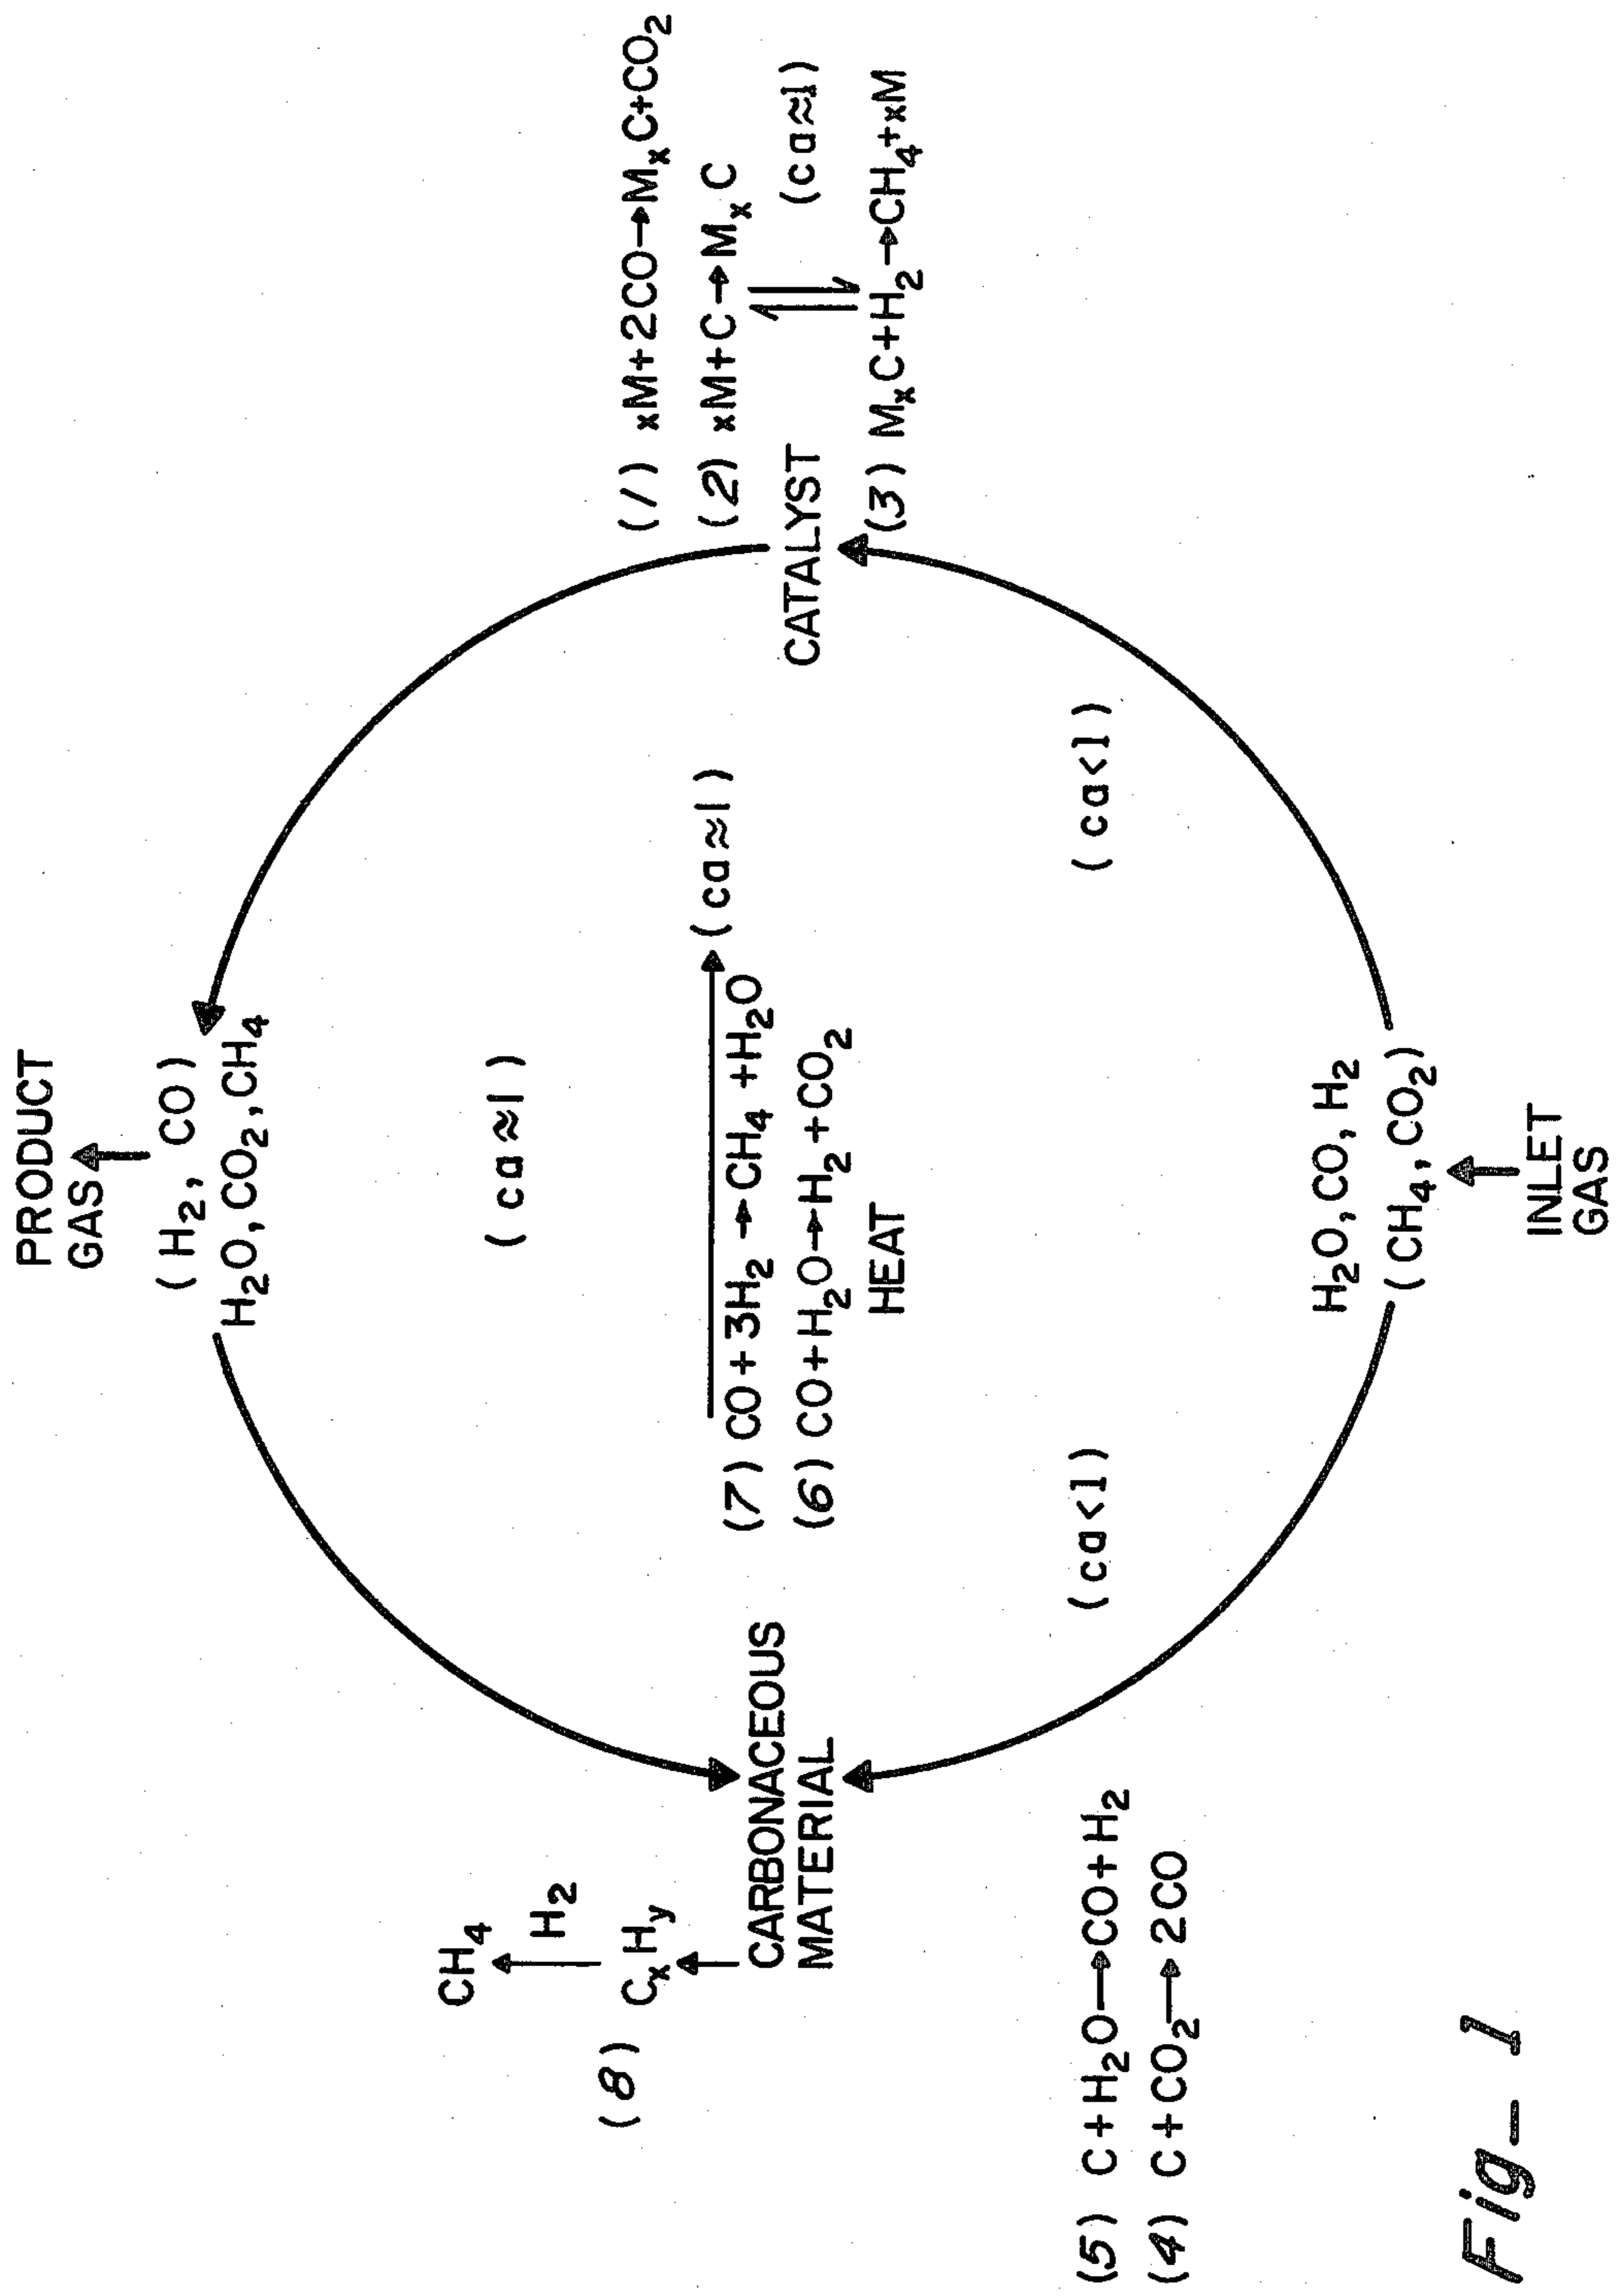 PRODUCT
GAS
(H₂, CO)
H₂O, CO₂, CH₄
CH₄
H₂
(8) CₓHy
CARBONACEOUS
MATERIAL
(ca≈1)
(1) xM+2CO→MₓC+CO₂
(2) xM+C→MₓC
(ca≈1)
(3) MₓC+H₂→CH₄+xM
CATALYST
(ca≈1)
(7) CO+3H₂→CH₄+H₂O
(6) CO+H₂O→H₂+CO₂
HEAT
(ca<1)
(ca<1)
(5) C+H₂O→CO+H₂
(4) C+CO₂→2CO
H₂O, CO, H₂
(CH₄, CO₂)
INLET
GAS
Fig- 1